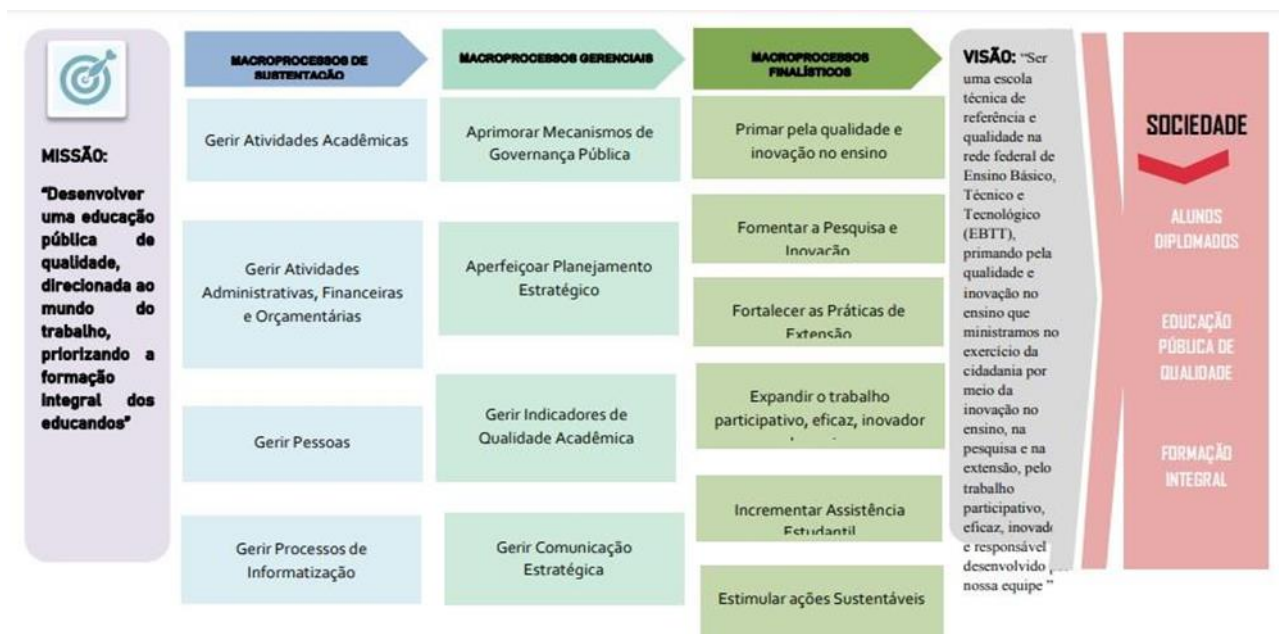 MISSÃO:
"Desenvolver
uma educação
pública de
qualidade,
direcionada ao
mundo do
trabalho,
priorizando a
formação
integral dos
educandos"
MACROPROCESSOS DE
SUSTENTAÇÃO
Gerir Atividades Acadêmicas
Gerir Atividades
Administrativas, Financeiras
e Orçamentárias
Gerir Pessoas
Gerir Processos de
Informatização
MACROPROCESSOS GERENCIAIS
Aprimorar Mecanismos de
Governança Pública
Aperfeiçoar Planejamento
Estratégico
Gerir Indicadores de
Qualidade Acadêmica
Gerir Comunicação
Estratégica
MACROPROCESSOS
FINALÍSTICOS
Primar pela qualidade e
inovação no ensino
Fomentar a Pesquisa e
Inovação
Fortalecer as Práticas de
Extensão
Expandir o trabalho
participativo, eficaz, inovador
Incrementar Assistência
Estudantil
Estimular ações Sustentáveis
VISÃO: "Ser
uma escola
técnica de
referência e
qualidade na
rede federal de
Ensino Básico,
Técnico e
Tecnológico
(EBTT),
primando pela
qualidade e
inovação no
ensino que
ministramos no
exercício da
cidadania por
meio da
inovação no
ensino, na
pesquisa e na
extensão, pelo
trabalho
participativo,
eficaz, inovado
e responsável
desenvolvido
nossa equipe "
SOCIEDADE
ALUNOS
DIPLOMADOS
EDUCAÇÃO
PÚBLICA DE
QUALIDADE
FORMAÇÃO
INTEGRAL